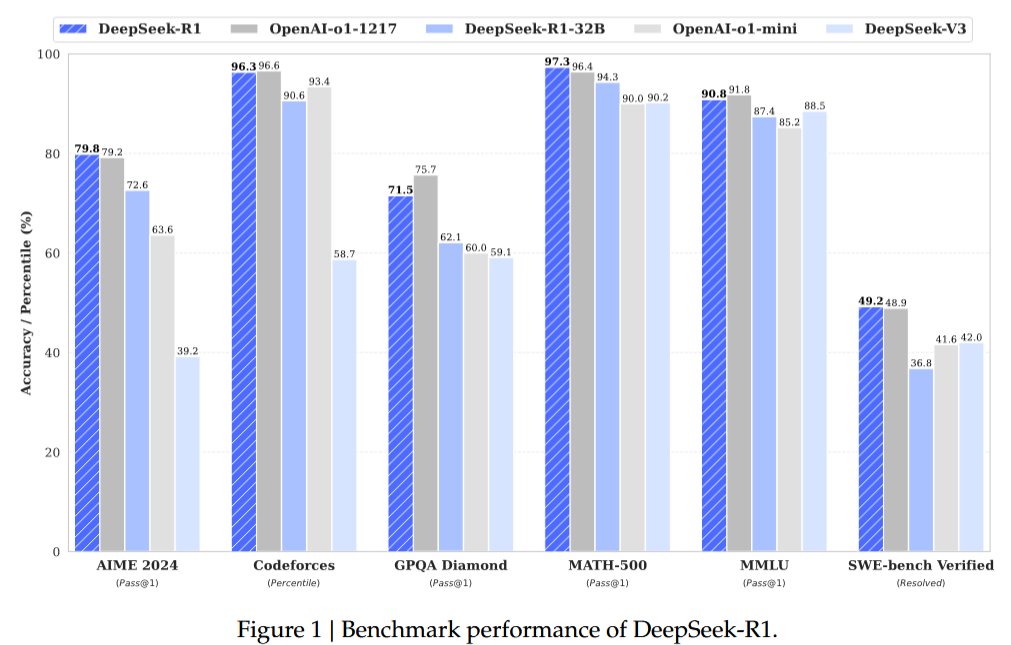 DeepSeek-R1 OpenAI-o1-1217 DeepSeek-R1-32B OpenAI-o1-mini DeepSeek-V3
Accuracy / Percentile (%)
100
80
60
40
20
0
79.8 79.2 72.6 63.6 39.2
96.3 96.6 90.6 93.4 58.7
71.5 75.7 62.1 60.0 59.1
97.3 96.4 94.3 90.0 90.2
90.8 91.8 87.4 85.2 88.5
49.2 48.9 36.8 41.6 42.0
AIME 2024 Codeforces GPQA Diamond MATH-500 MMLU SWE-bench Verified
(Pass@1) (Percentile) (Pass@1) (Pass@1) (Pass@1) (Resolved)
Figure 1 | Benchmark performance of DeepSeek-R1.